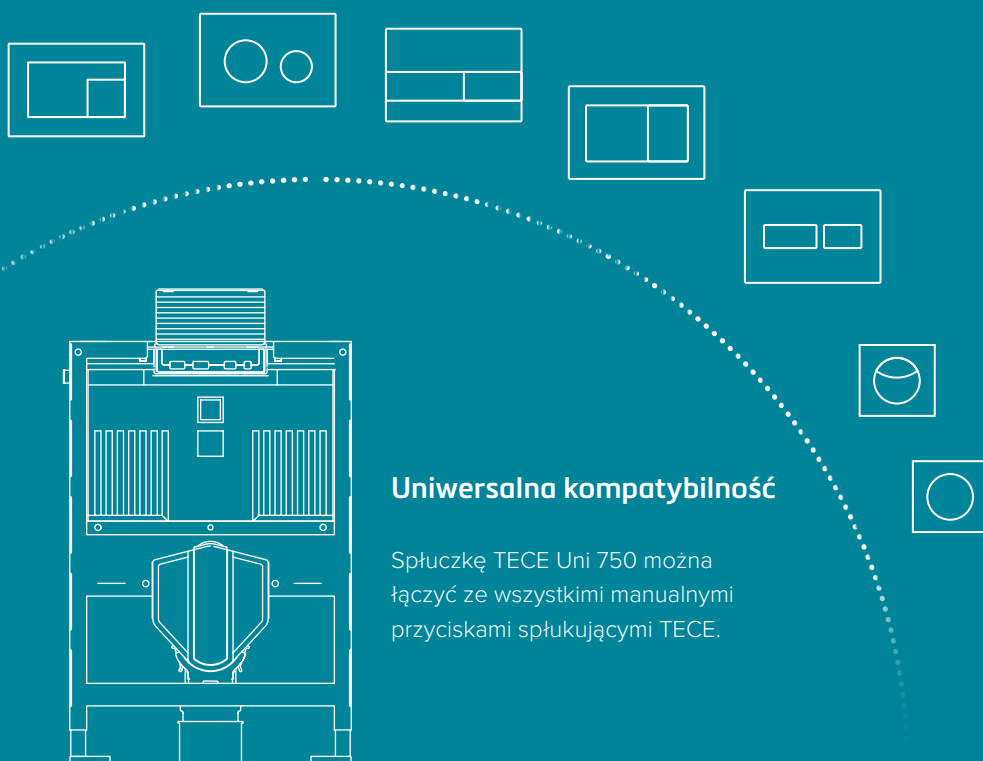 Uniwersalna kompatybilność
Spłuczkę TECE Uni 750 można
łączyć ze wszystkimi manualnymi
przyciskami spłukującymi TECE.